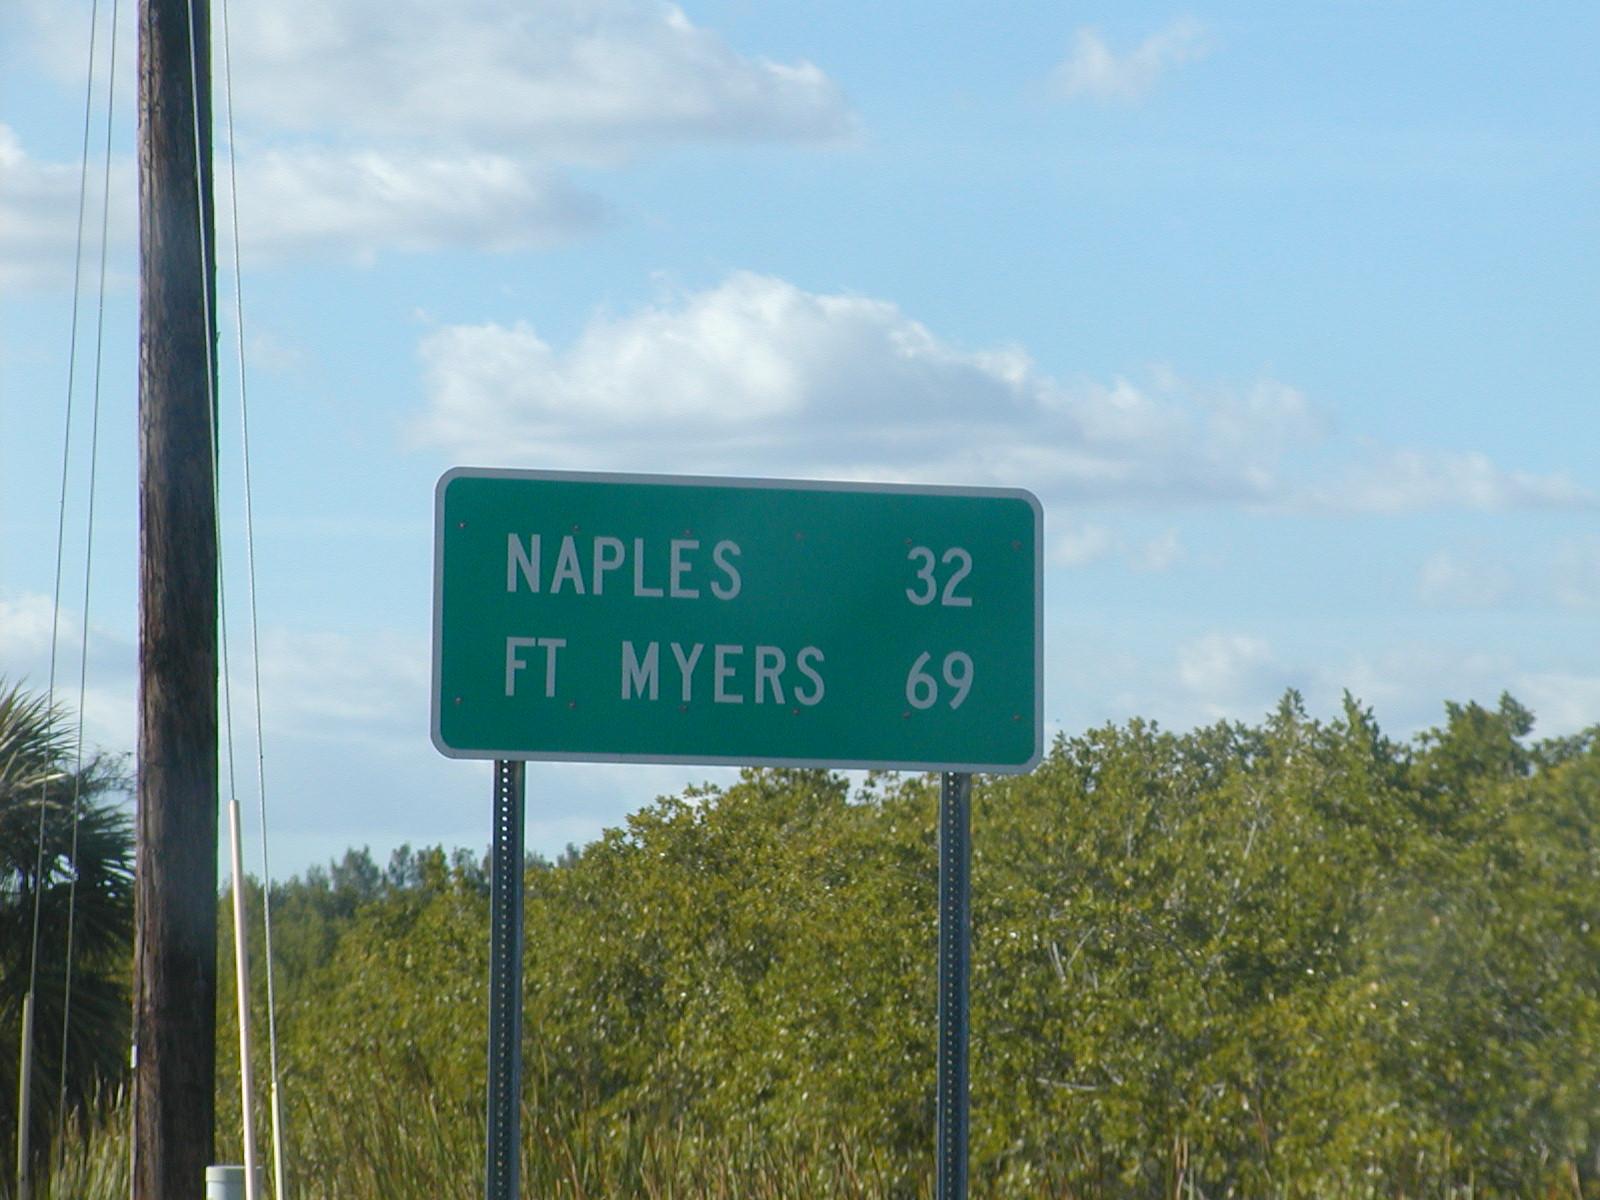 NAPLES 32
FT MYERS 69